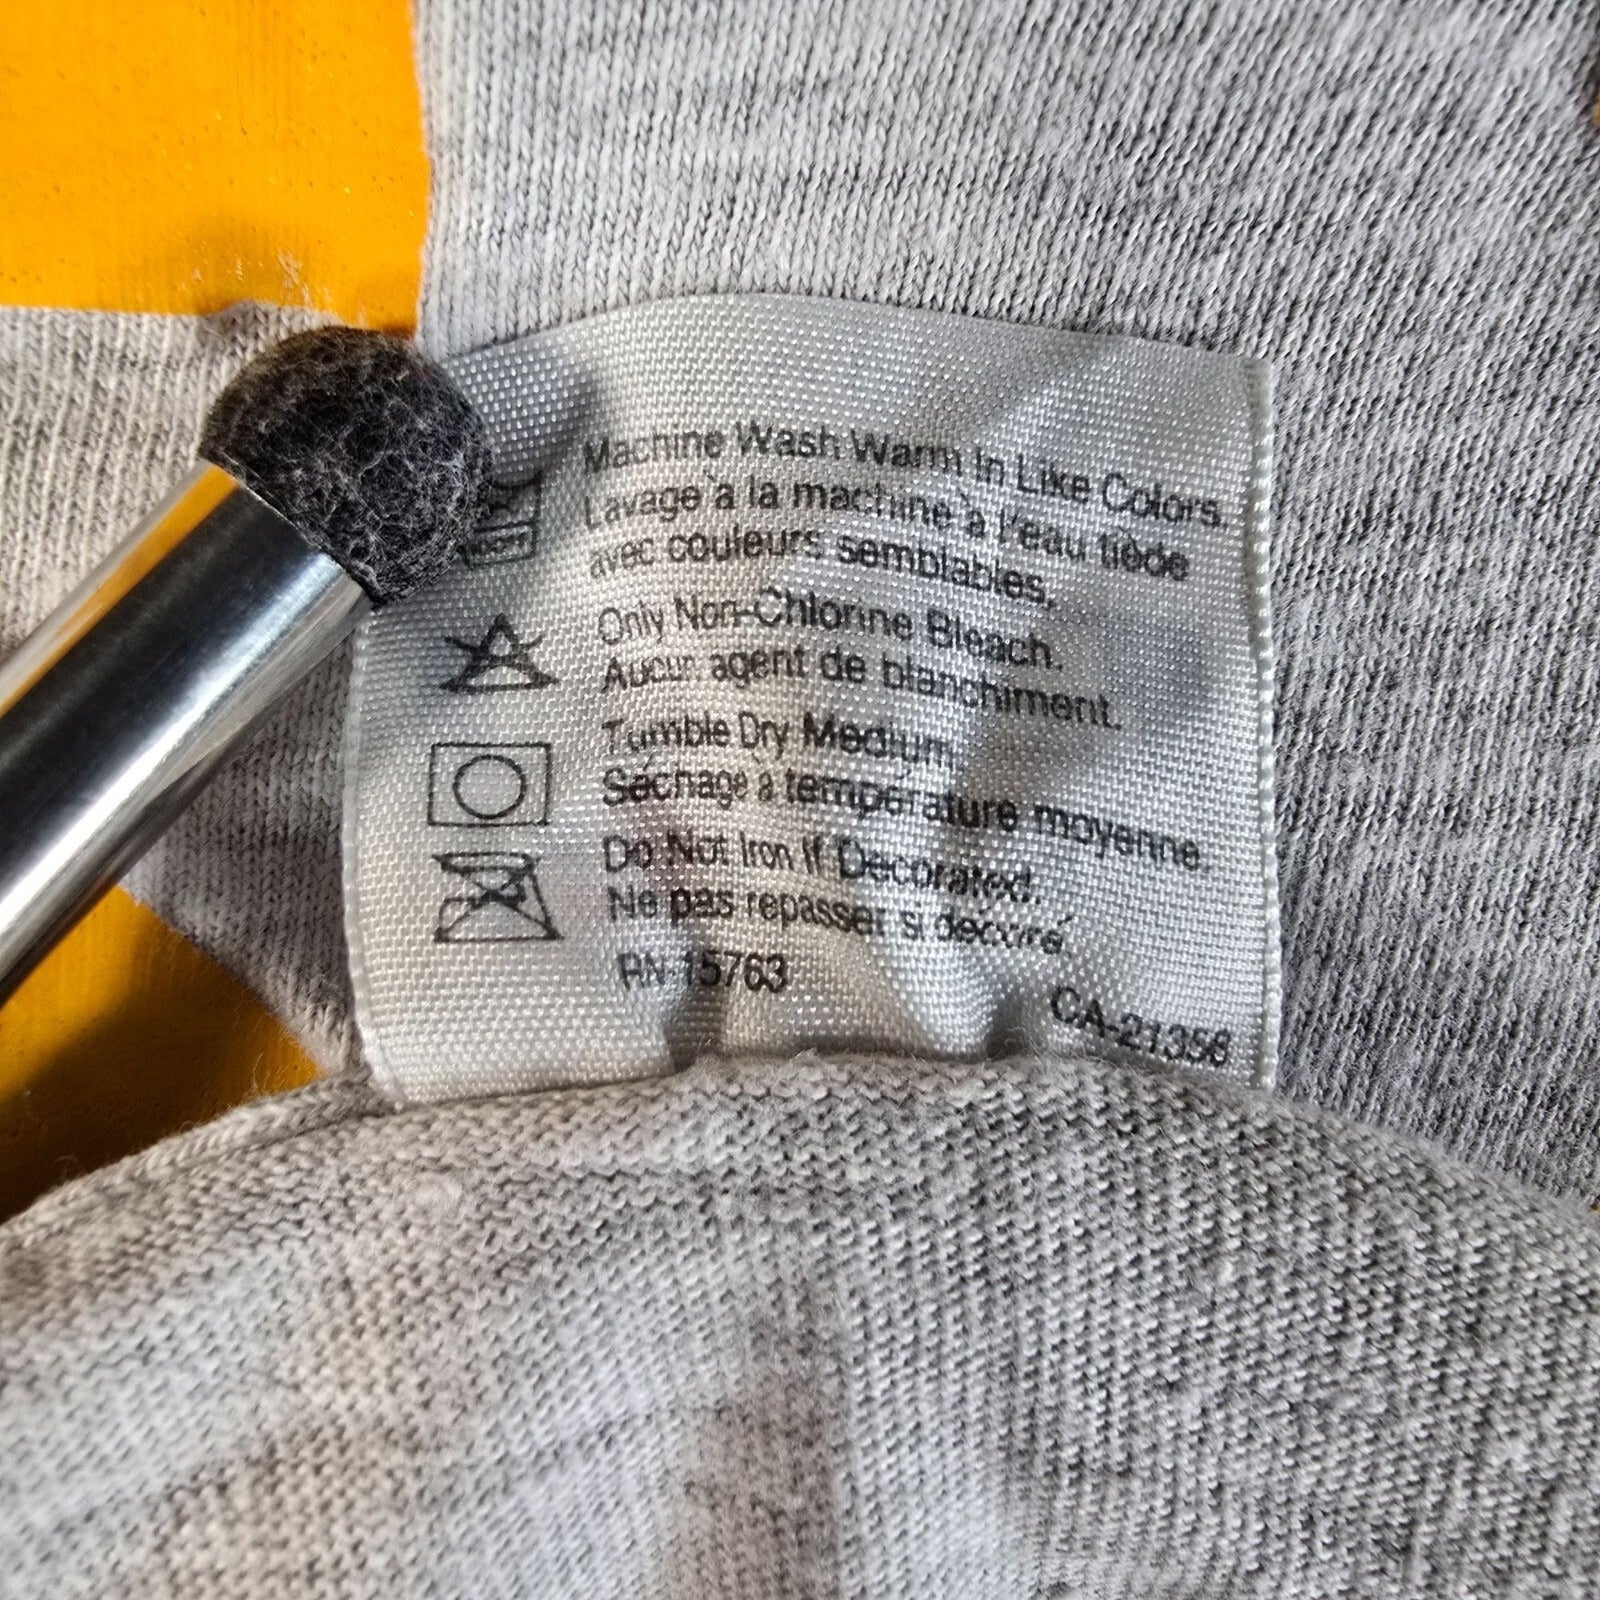 Machine Wash Warm In Like Colors.
Lavage à la machine à l'eau tiède
avec couleurs semblables.
Only Non-Chlorine Bleach.
Aucun agent de blanchiment.
Tumble Dry Medium
Séchage à température moyenne.
Do Not Iron If Decorated.
Ne pas repasser si décoré.
RN-15763
CA-21356